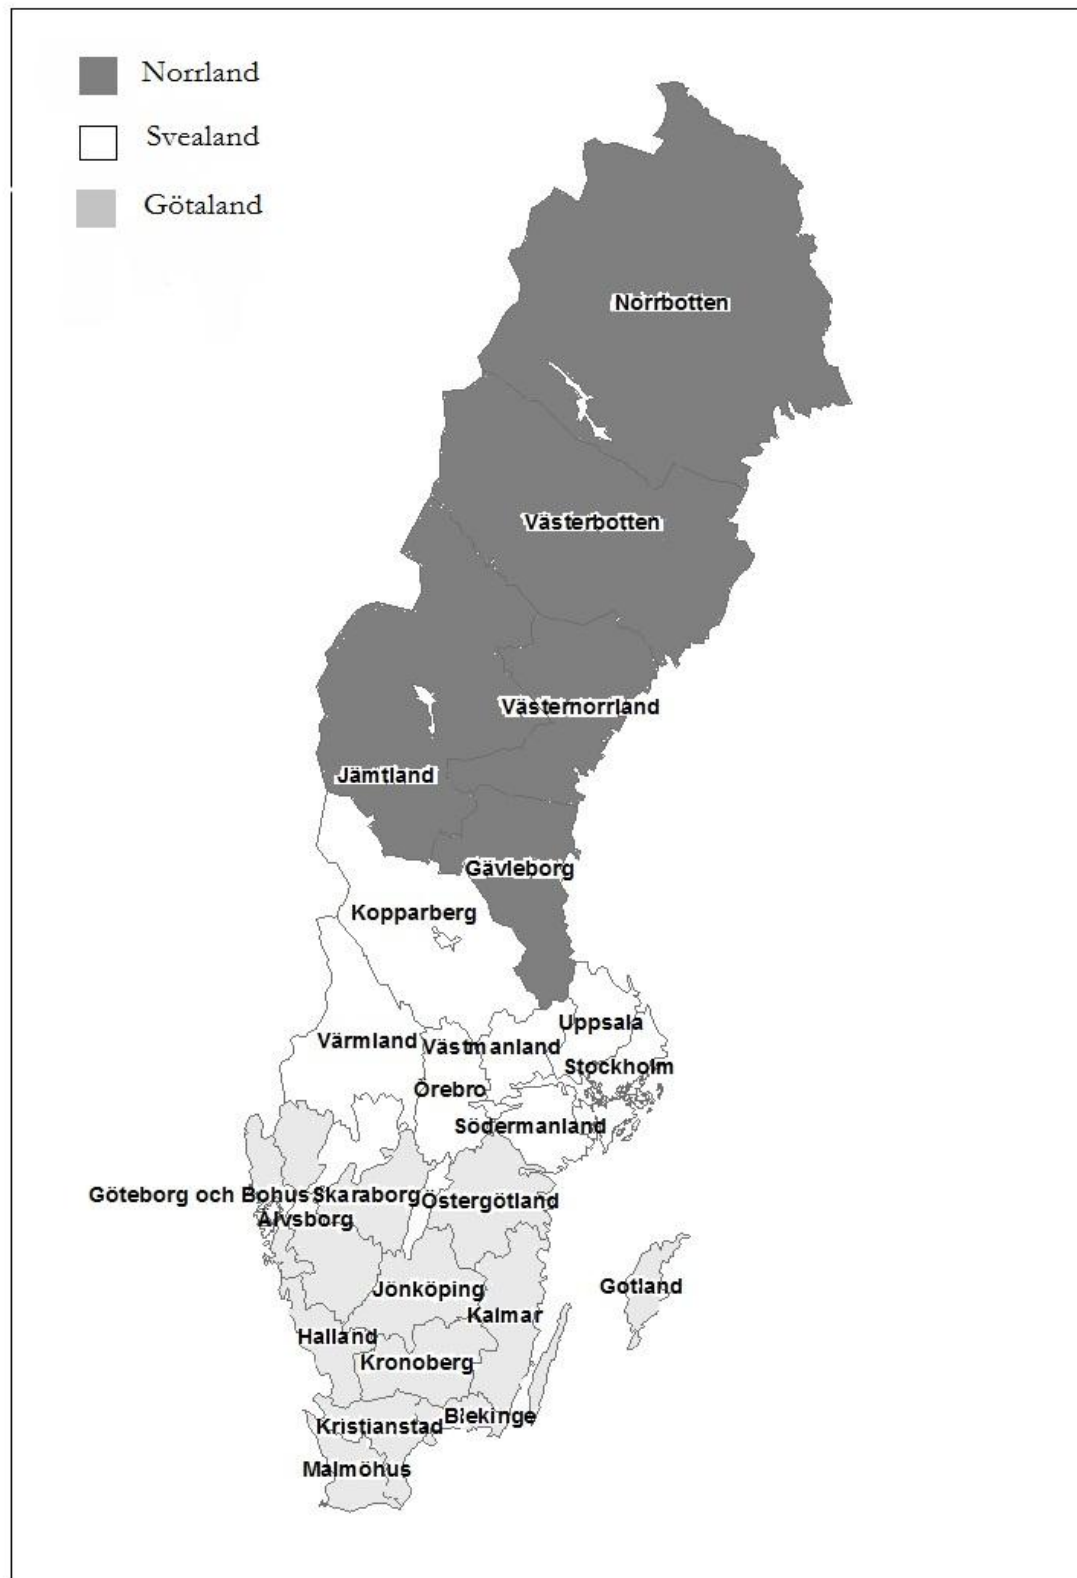 Norrland
Svealand
Götaland
Norrbotten
Västerbotten
Västernorrland
Jämtland
Gävleborg
Kopparberg
Uppsala
Värmland
Västmanland
Stockholm
Örebro
Södermanland
Göteborg och Bohus
Skaraborg
Östergötland
Älvsborg
Gotland
Jönköping
Kalmar
Halland
Kronoberg
Blekinge
Kristianstad
Malmöhus